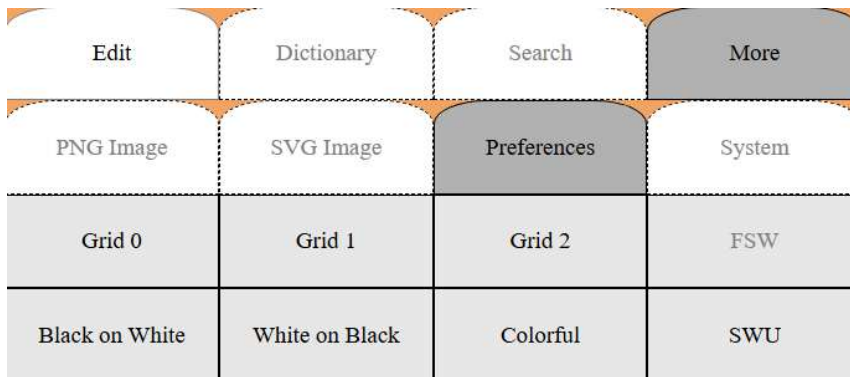 Edit Dictionary Search More
PNG Image SVG Image Preferences System
Grid 0 Grid 1 Grid 2 FSW
Black on White White on Black Colorful SWU